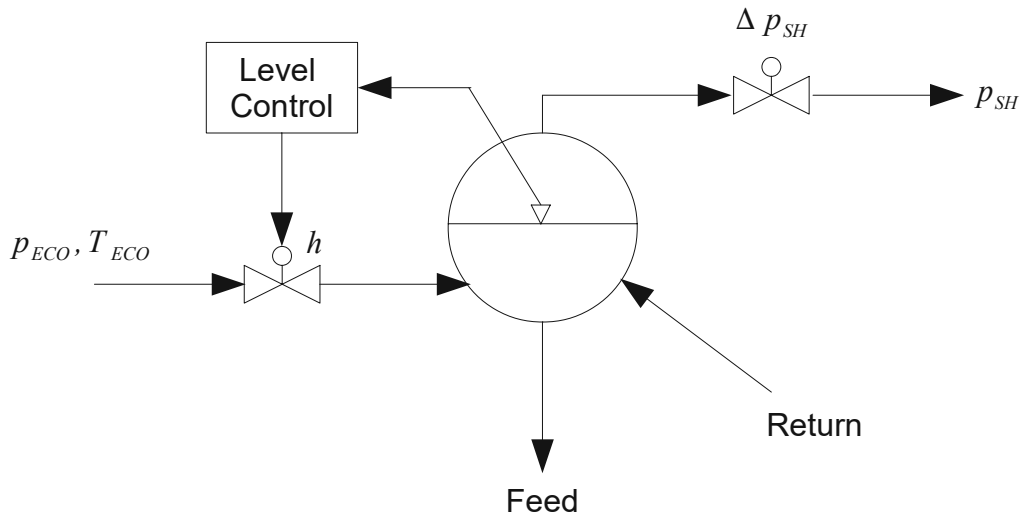 Δ p_SH
Level
Control
p_SH
p_ECO , T_ECO
h
Return
Feed